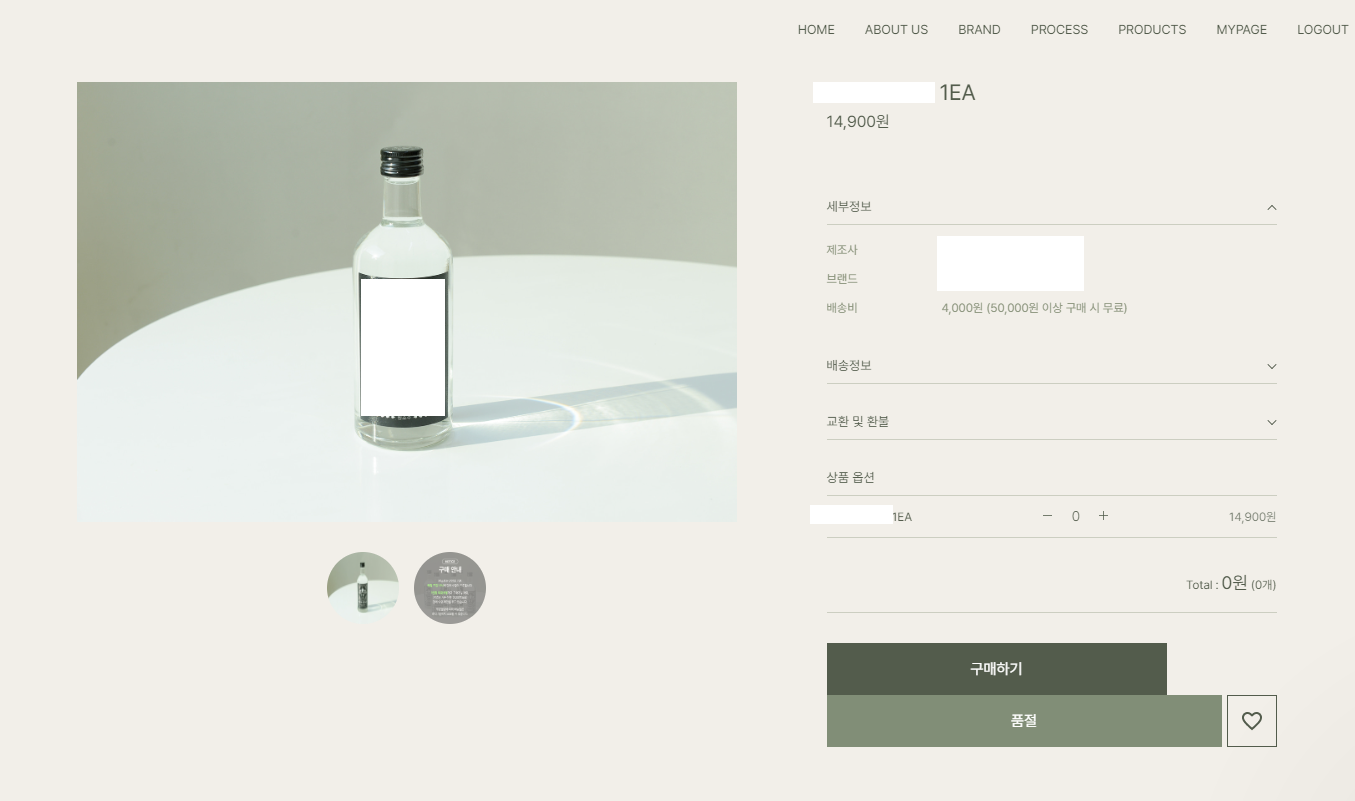 HOME ABOUT US BRAND PROCESS PRODUCTS MYPAGE LOGOUT
1EA
14,900원
세부정보
제조사
브랜드
배송비 4,000원 (50,000원 이상 구매 시 무료)
배송정보
교환 및 환불
상품 옵션
1EA 0 14,900원
Total : 0원 (0개)
구매하기
품절
구매 안내